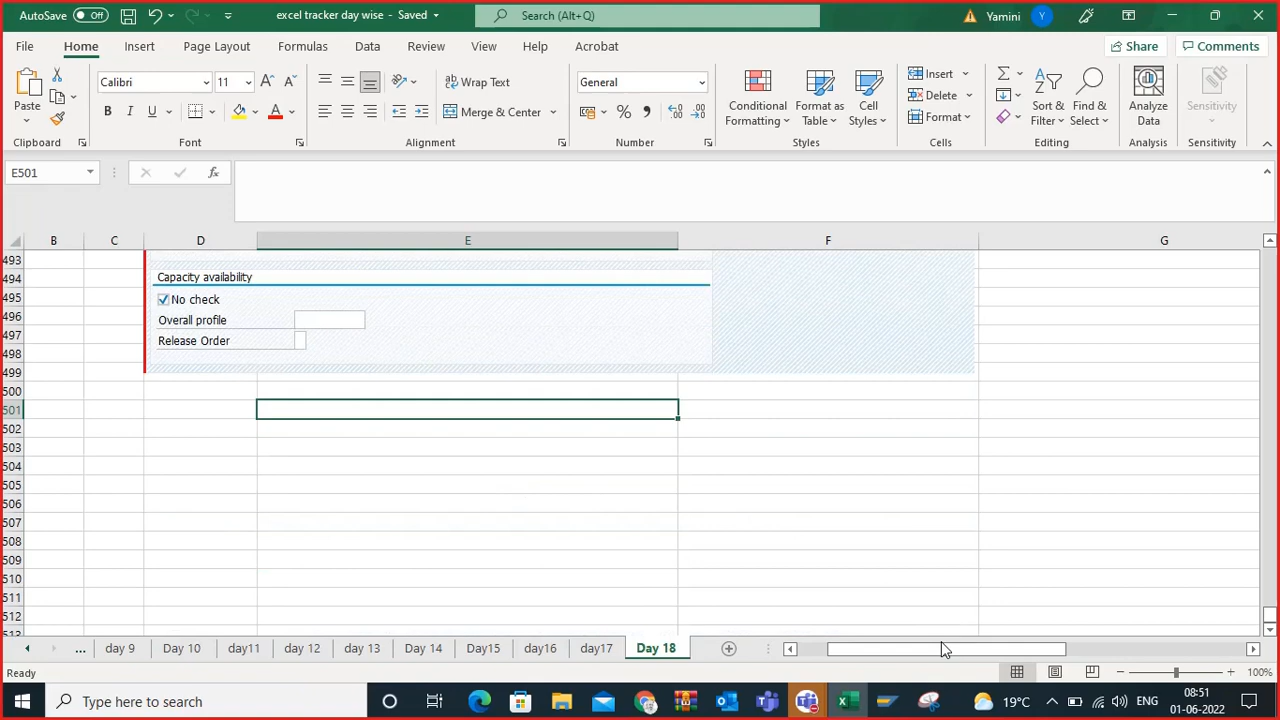 AutoSave Off excel tracker day wise - Saved Search (Alt+Q) Yamini Y
File Home Insert Page Layout Formulas Data Review View Help Acrobat Share Comments
Paste Calibri 11 Wrap Text General Conditional Formatting Format as Table Cell Styles Insert Sort & Filter Find & Select Analyze Data Sensitivity
B I U Merge & Center Delete
Format
Clipboard Font Alignment Number Styles Cells Editing Analysis Sensitivity
E501 fx
B C D E F G
493
494 Capacity availability
495 No check
496 Overall profile
497
498 Release Order
499
500
501
502
503
504
505
506
507
508
509
510
511
512
513
... day 9 Day 10 day11 day 12 day 13 Day 14 Day15 day16 day17 Day 18
Ready 100%
Type here to search 19°C ENG 08:51
01-06-2022